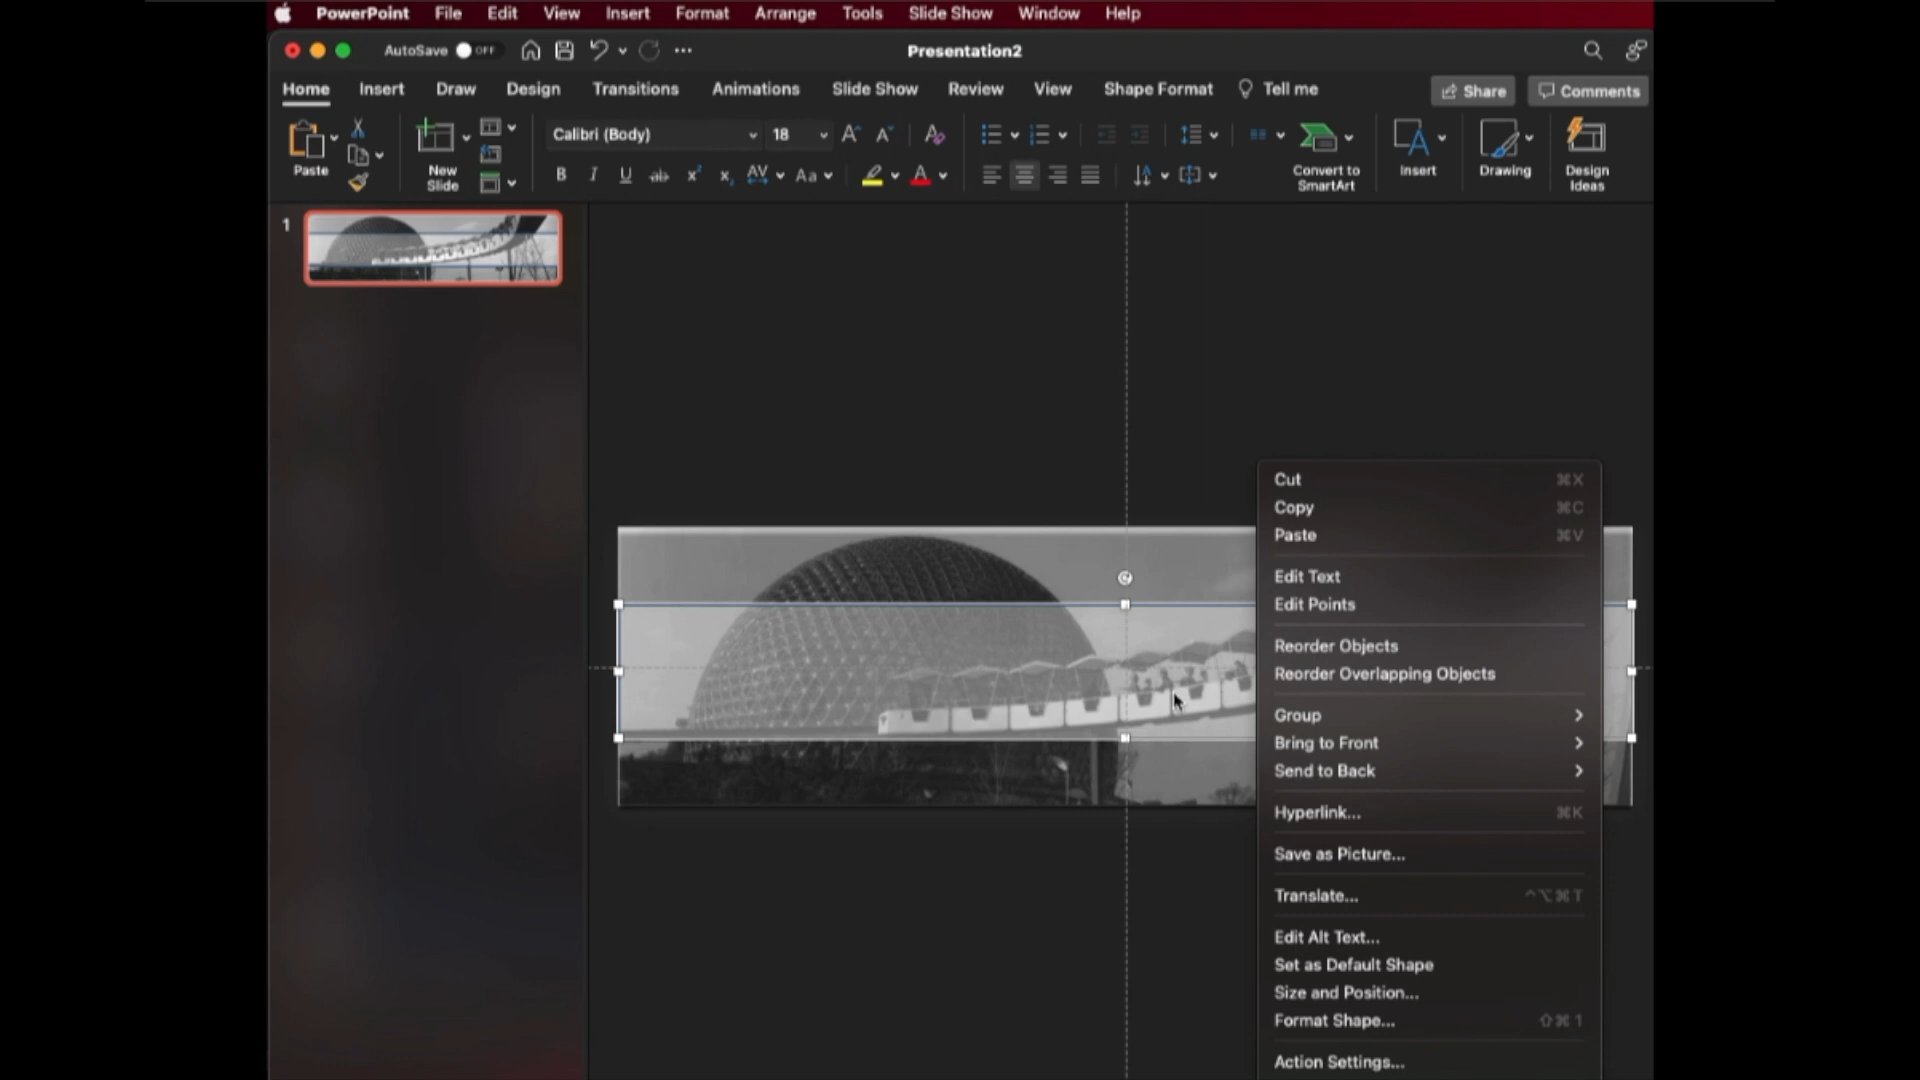 PowerPoint File Edit View Insert Format Arrange Tools Slide Show Window Help
AutoSave OFF Presentation2
Home Insert Draw Design Transitions Animations Slide Show Review View Shape Format Tell me Share Comments
Paste
New Slide
Calibri (Body) 18
Convert to SmartArt
Insert
Drawing
Design Ideas
1
Cut ⌘X
Copy ⌘C
Paste ⌘V
Edit Text
Edit Points
Reorder Objects
Reorder Overlapping Objects
Group
Bring to Front
Send to Back
Hyperlink... ⌘K
Save as Picture...
Translate... ^⌥⌘T
Edit Alt Text...
Set as Default Shape
Size and Position...
Format Shape... ⇧⌘1
Action Settings...